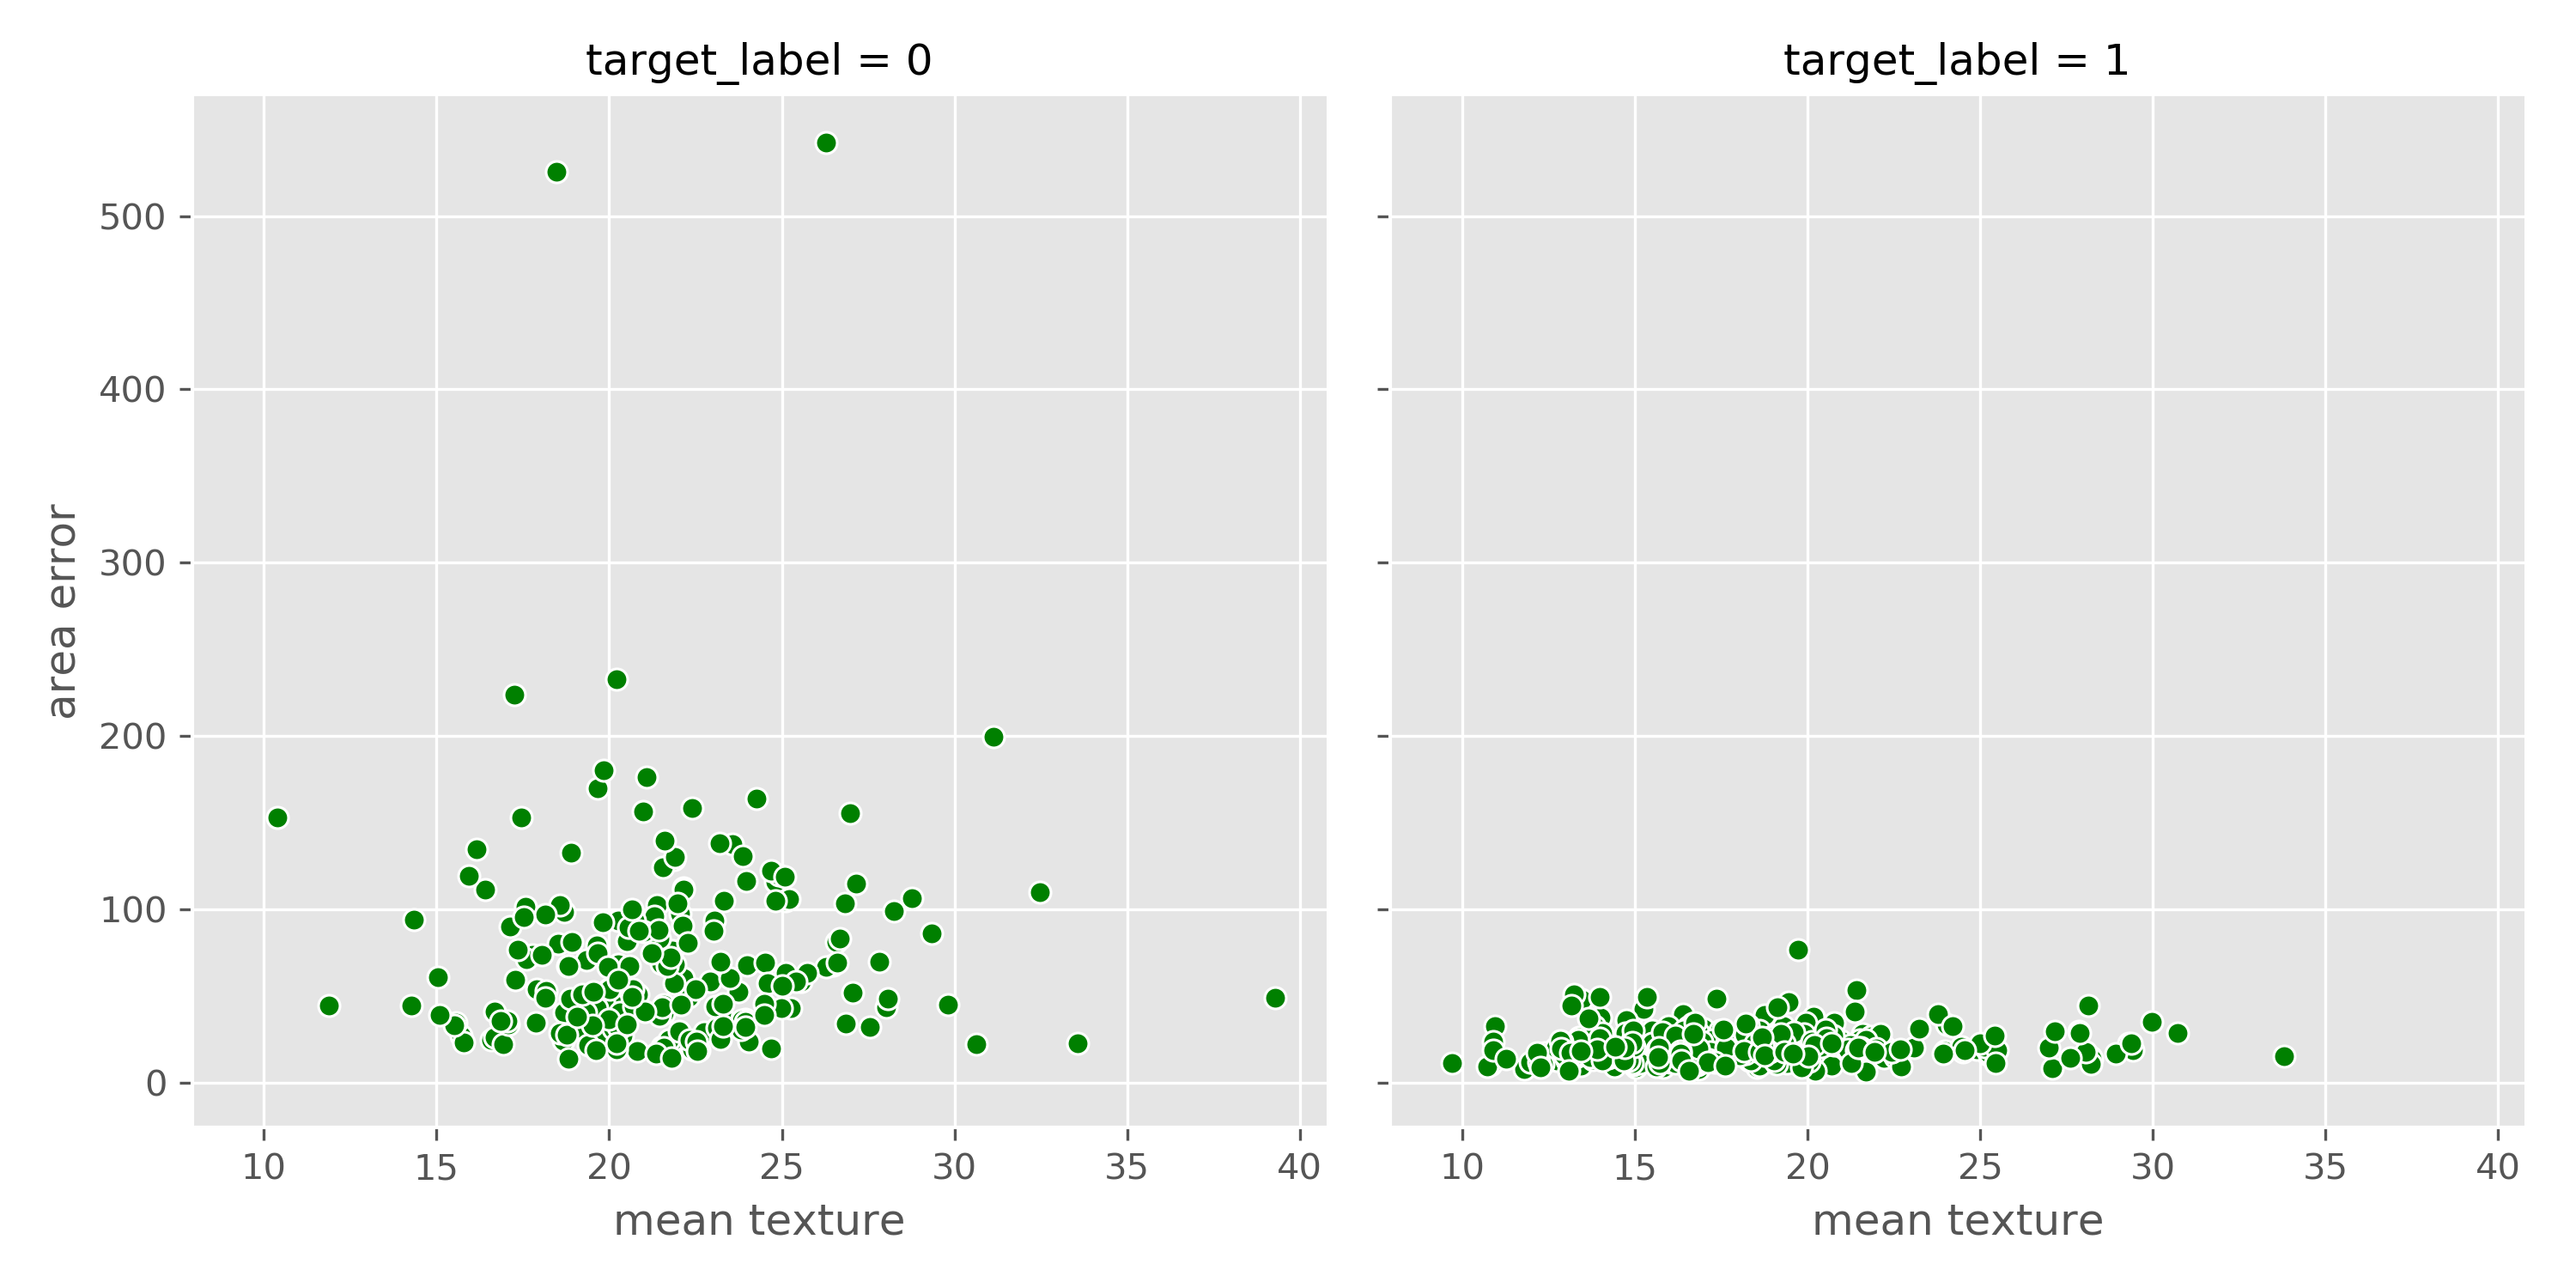 target_label = 0
target_label = 1
area error
500
400
300
200
100
0
10 15 20 25 30 35 40
10 15 20 25 30 35 40
mean texture
mean texture